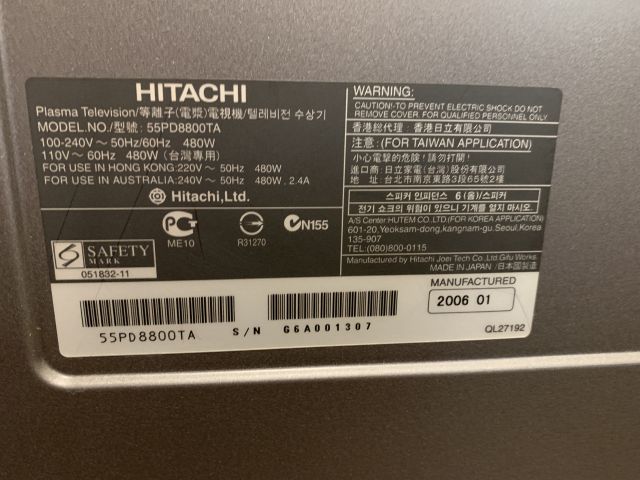 HITACHI
Plasma Television/等離子(電漿)電視機/텔레비전 수상기
MODEL NO./型號: 55PD8800TA
100-240V～50Hz/60Hz 480W
110V～ 60Hz 480W (台灣專用)
FOR USE IN HONG KONG:220V～50Hz 480W
FOR USE IN AUSTRALIA:240V～50Hz 480W, 2.4A
Hitachi,Ltd.
PCT
ME10
R31270
N155
S SAFETY
MARK
051832-11
WARNING:
CAUTION!-TO PREVENT ELECTRIC SHOCK DO NOT
REMOVE COVER. FOR QUALIFIED PERSONNEL ONLY.
香港總代理：香港日立有限公司
注意: (FOR TAIWAN APPLICATION)
小心電擊的危險！請勿打開！
進口商：日立家電(台灣)股份有限公司
地 址：台北市南京東路3段65號2樓
스피커 임피던스 6 (옴)/스피커
전기 쇼크의 위험이 있으니 기계를 열지 마시오.
A/S Center:HUTEM CO.LTD.(FOR KOREA APPLICATION)
601-20.Yeoksam-dong,kangnam-gu.Seoul.Korea
135-907
TEL:(080)800-0115
Manufactured by Hitachi Joei Tech Co.,Ltd.Gifu Works.
MADE IN JAPAN /日本國製造
MANUFACTURED
2006 01
55PD8800TA S/N G6A001307
QL27192